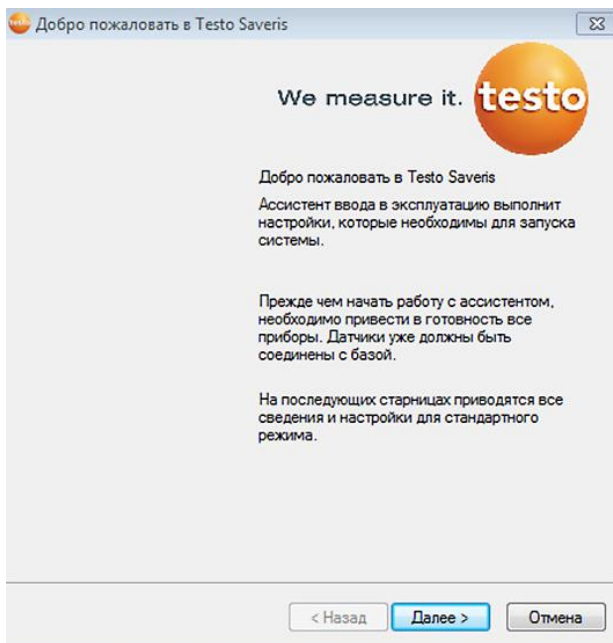 Добро пожаловать в Testo Saveris
We measure it. testo
Добро пожаловать в Testo Saveris
Ассистент ввода в эксплуатацию выполнит
настройки, которые необходимы для запуска
системы.
Прежде чем начать работу с ассистентом,
необходимо привести в готовность все
приборы. Датчики уже должны быть
соединены с базой.
На последующих старницах приводятся все
сведения и настройки для стандартного
режима.
< Назад Далее > Отмена